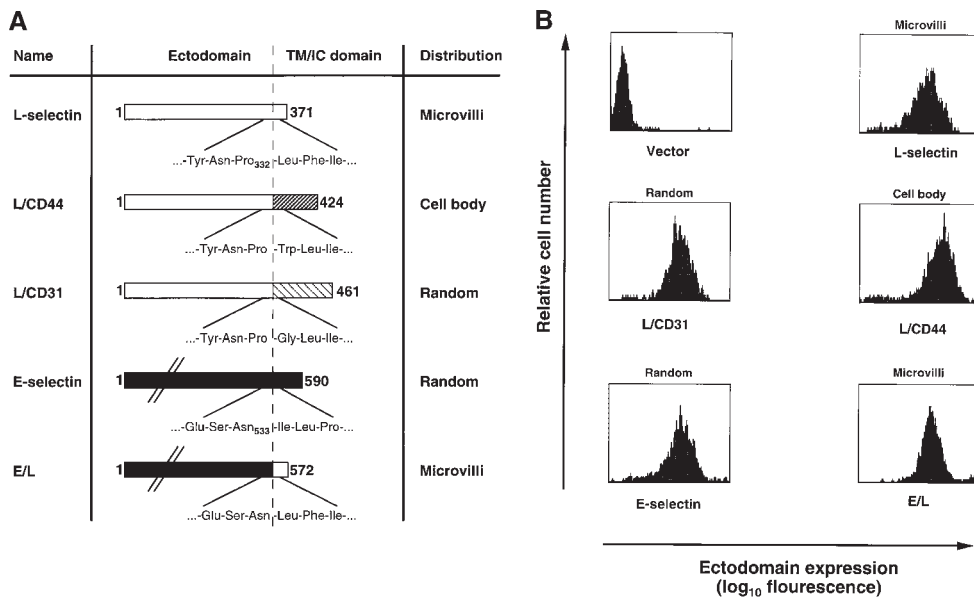 A
Name Ectodomain TM/IC domain Distribution
L-selectin 1 371 Microvilli
...-Tyr-Asn-Pro332-Leu-Phe-Ile-...
L/CD44 1 424 Cell body
...-Tyr-Asn-Pro-Trp-Leu-Ile-...
L/CD31 1 461 Random
...-Tyr-Asn-Pro-Gly-Leu-Ile-...
E-selectin 1 590 Random
...-Glu-Ser-Asn533-Ile-Leu-Pro-...
E/L 1 572 Microvilli
...-Glu-Ser-Asn-Leu-Phe-Ile-...
B
Relative cell number
Vector
Microvilli
L-selectin
Random
L/CD31
Cell body
L/CD44
Random
E-selectin
Microvilli
E/L
Ectodomain expression
(log10 flourescence)